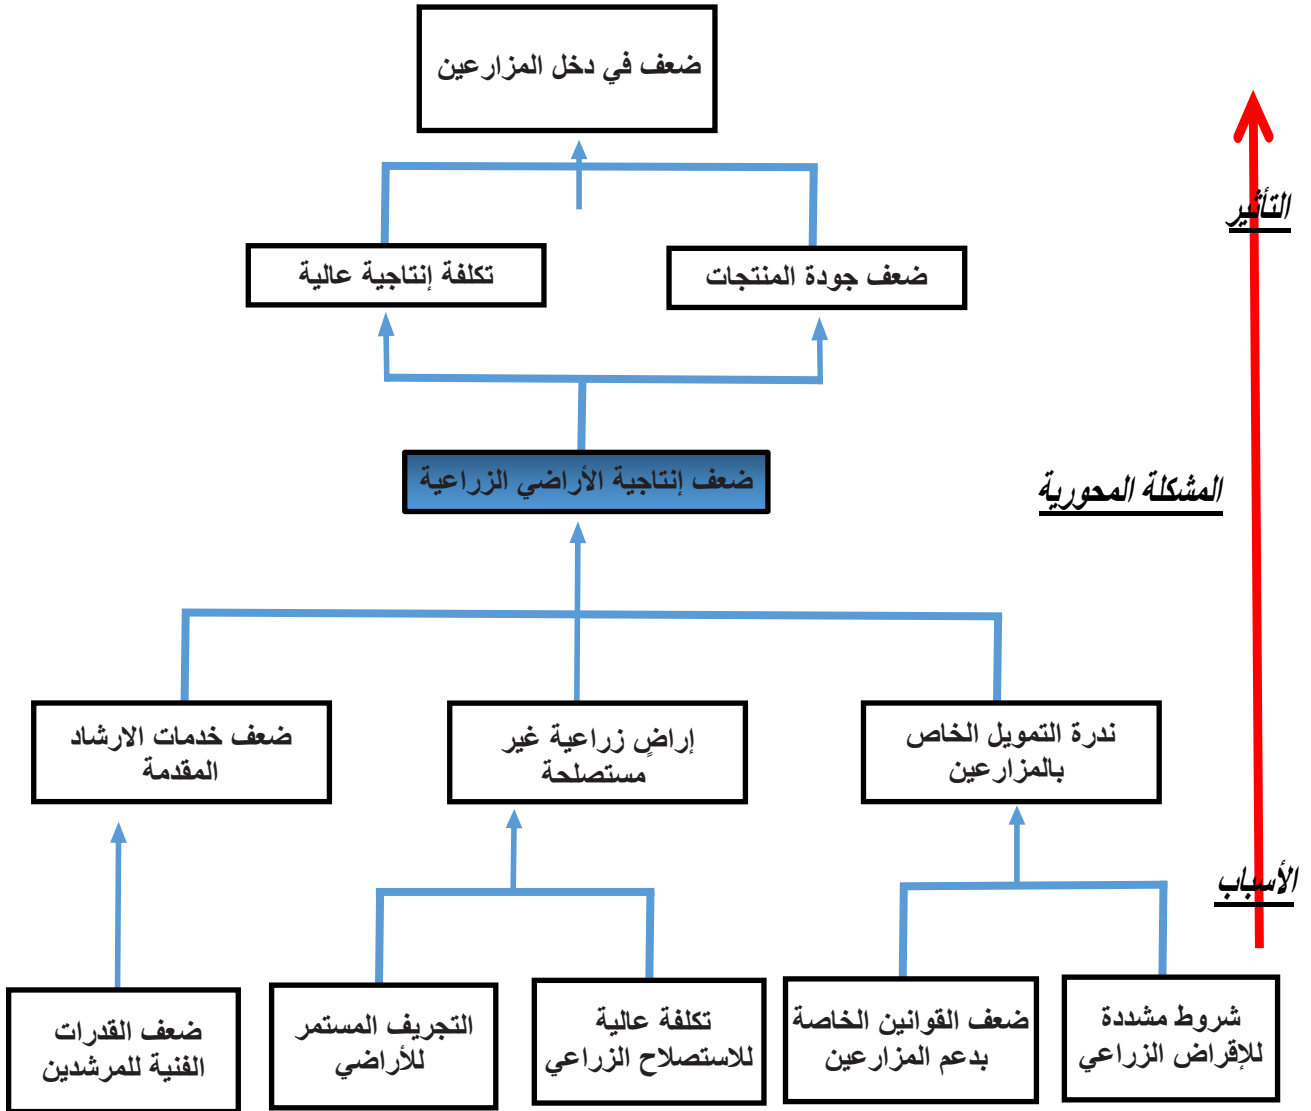 ضعف في دخل المزارعين
التأثير
ضعف جودة المنتجات
تكلفة إنتاجية عالية
المشكلة المحورية
ضعف إنتاجية الأراضي الزراعية
ندرة التمويل الخاص
بالمزارعين
إراضٍ زراعية غير
مستصلحة
ضعف خدمات الارشاد
المقدمة
الأسباب
شروط مشددة
للإقراض الزراعي
ضعف القوانين الخاصة
بدعم المزارعين
تكلفة عالية
للاستصلاح الزراعي
التجريف المستمر
للأراضي
ضعف القدرات
الفنية للمرشدين